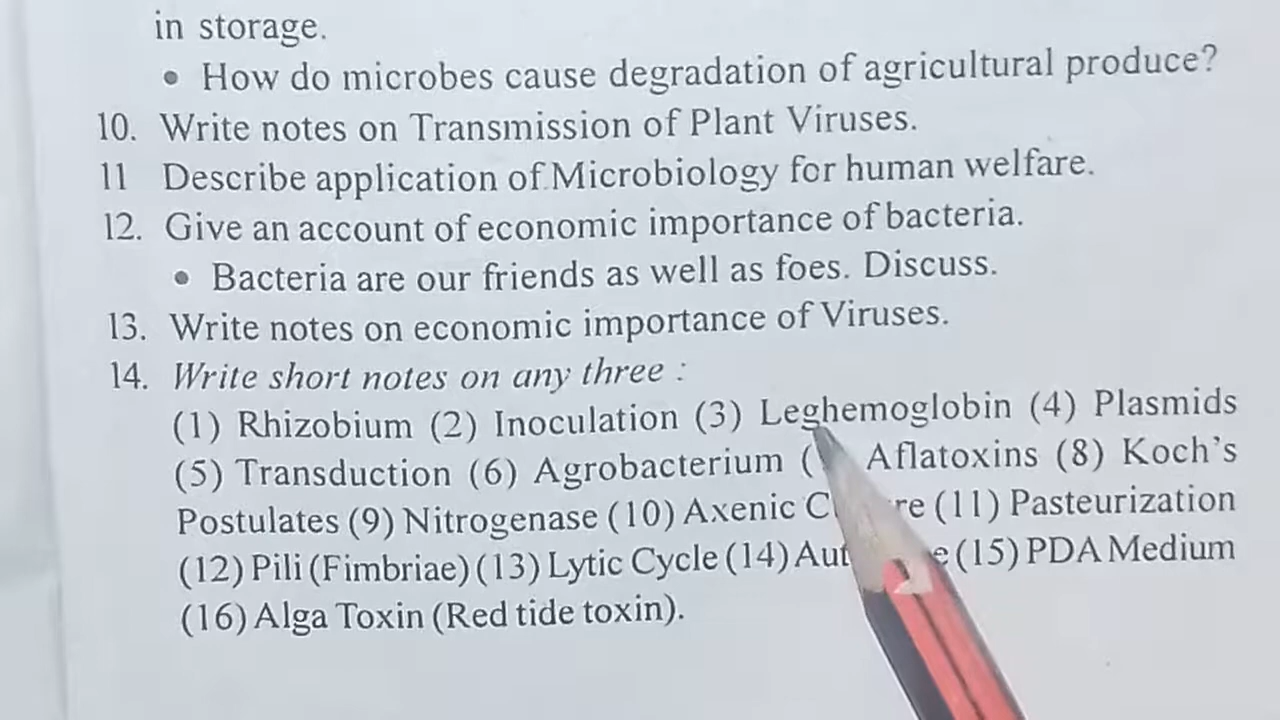 in storage.
• How do microbes cause degradation of agricultural produce?
10. Write notes on Transmission of Plant Viruses.
11 Describe application of Microbiology for human welfare.
12. Give an account of economic importance of bacteria.
• Bacteria are our friends as well as foes. Discuss.
13. Write notes on economic importance of Viruses.
14. Write short notes on any three :
(1) Rhizobium (2) Inoculation (3) Leghemoglobin (4) Plasmids
(5) Transduction (6) Agrobacterium ( Aflatoxins (8) Koch's
Postulates (9) Nitrogenase (10) Axenic (11) Pasteurization
(12) Pili (Fimbriae) (13) Lytic Cycle (14) (15) PDA Medium
(16) Alga Toxin (Red tide toxin).